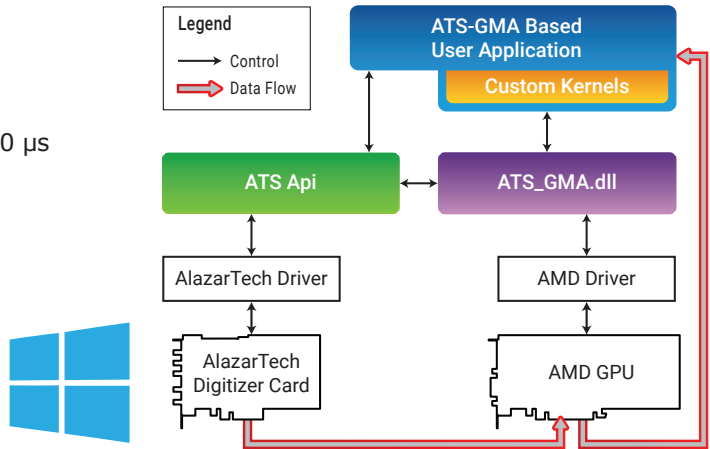 Legend
Control
Data Flow
ATS-GMA Based
User Application
Custom Kernels
0 µs
ATS Api
ATS_GMA.dll
AlazarTech Driver
AMD Driver
AlazarTech
Digitizer Card
AMD GPU